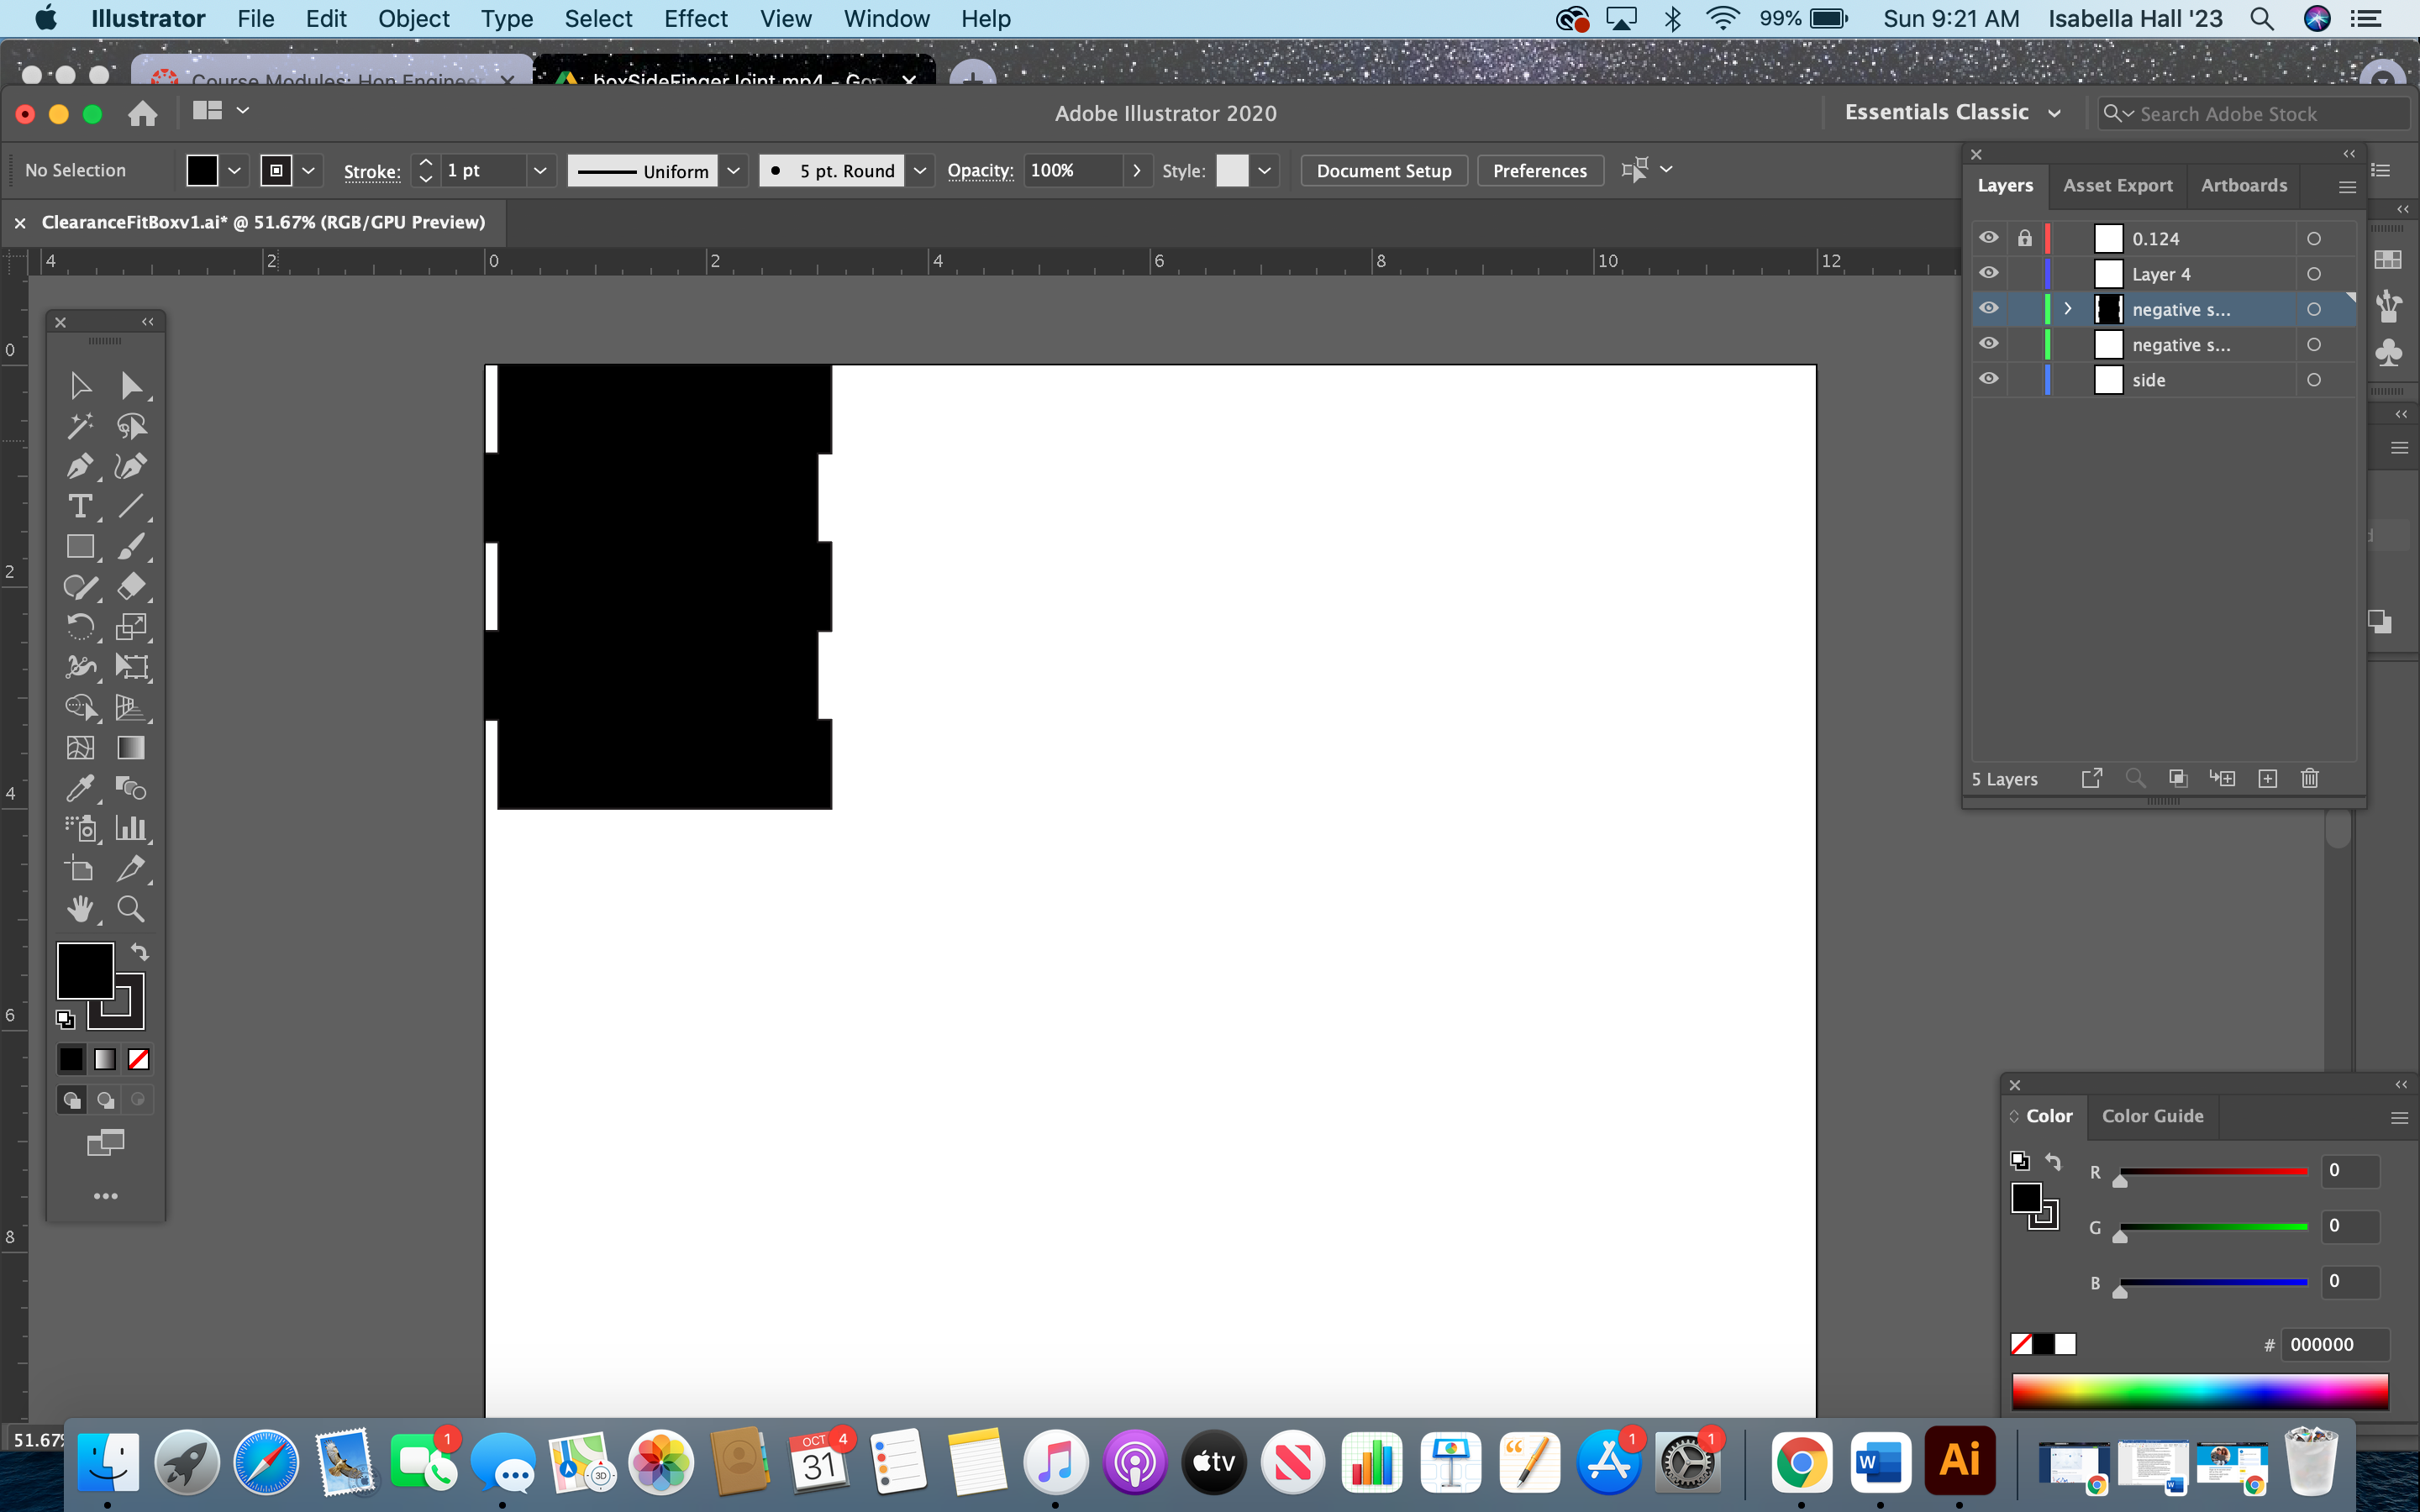 Illustrator File Edit Object Type Select Effect View Window Help 99% Sun 9:21 AM Isabella Hall '23
Course Modules: Hon Engineer boxSideFingerJoint.mp4 - Goo
Adobe Illustrator 2020 Essentials Classic Search Adobe Stock
No Selection Stroke: 1 pt Uniform 5 pt. Round Opacity: 100% Style: Document Setup Preferences
ClearanceFitBoxv1.ai* @ 51.67% (RGB/GPU Preview)
4 2 0 2 4 6 8 10 12
0
2
4
6
8
Layers Asset Export Artboards
0.124
Layer 4
negative s...
negative s...
side
5 Layers
Color Color Guide
R 0
G 0
B 0
# 000000
51.67%
1
3D
OCT
31
4
tv
1
1
W
Ai